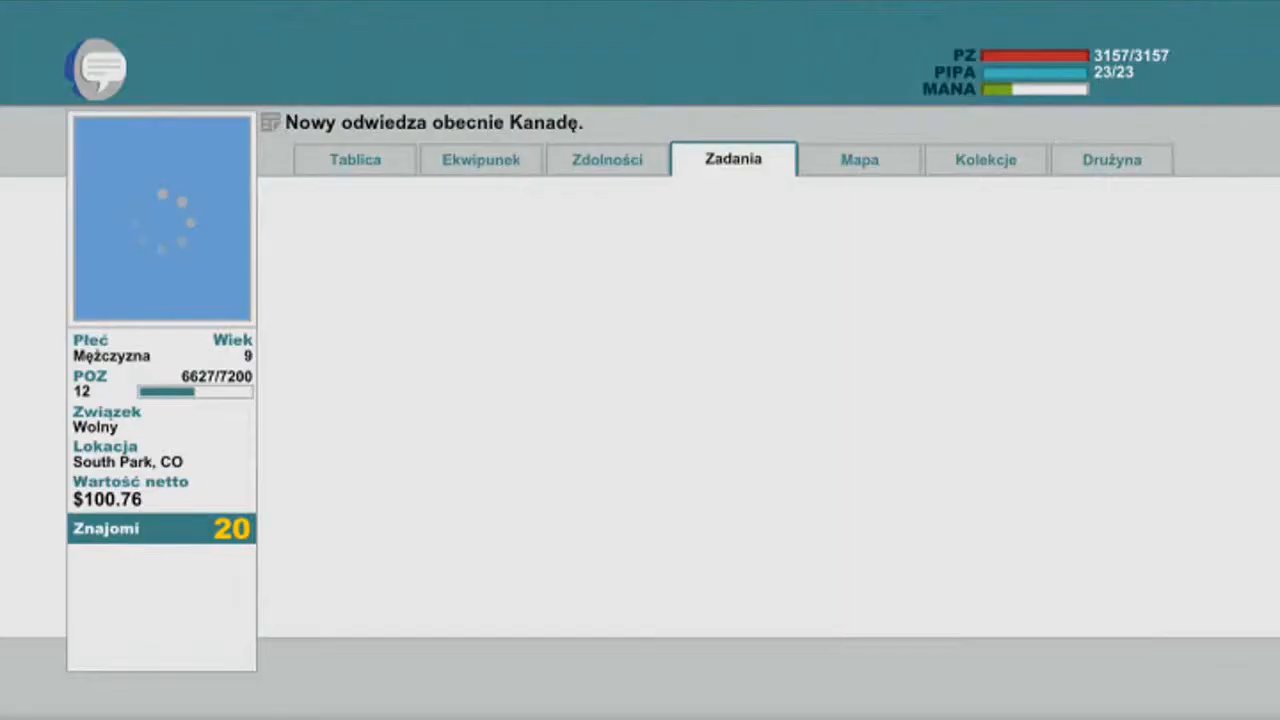 PZ 3157/3157
PIPA 23/23
MANA
Nowy odwiedza obecnie Kanadę.
Tablica Ekwipunek Zdolności Zadania Mapa Kolekcje Drużyna
Płeć Wiek
Mężczyzna 9
POZ 6627/7200
12
Związek
Wolny
Lokacja
South Park, CO
Wartość netto
$100.76
Znajomi 20